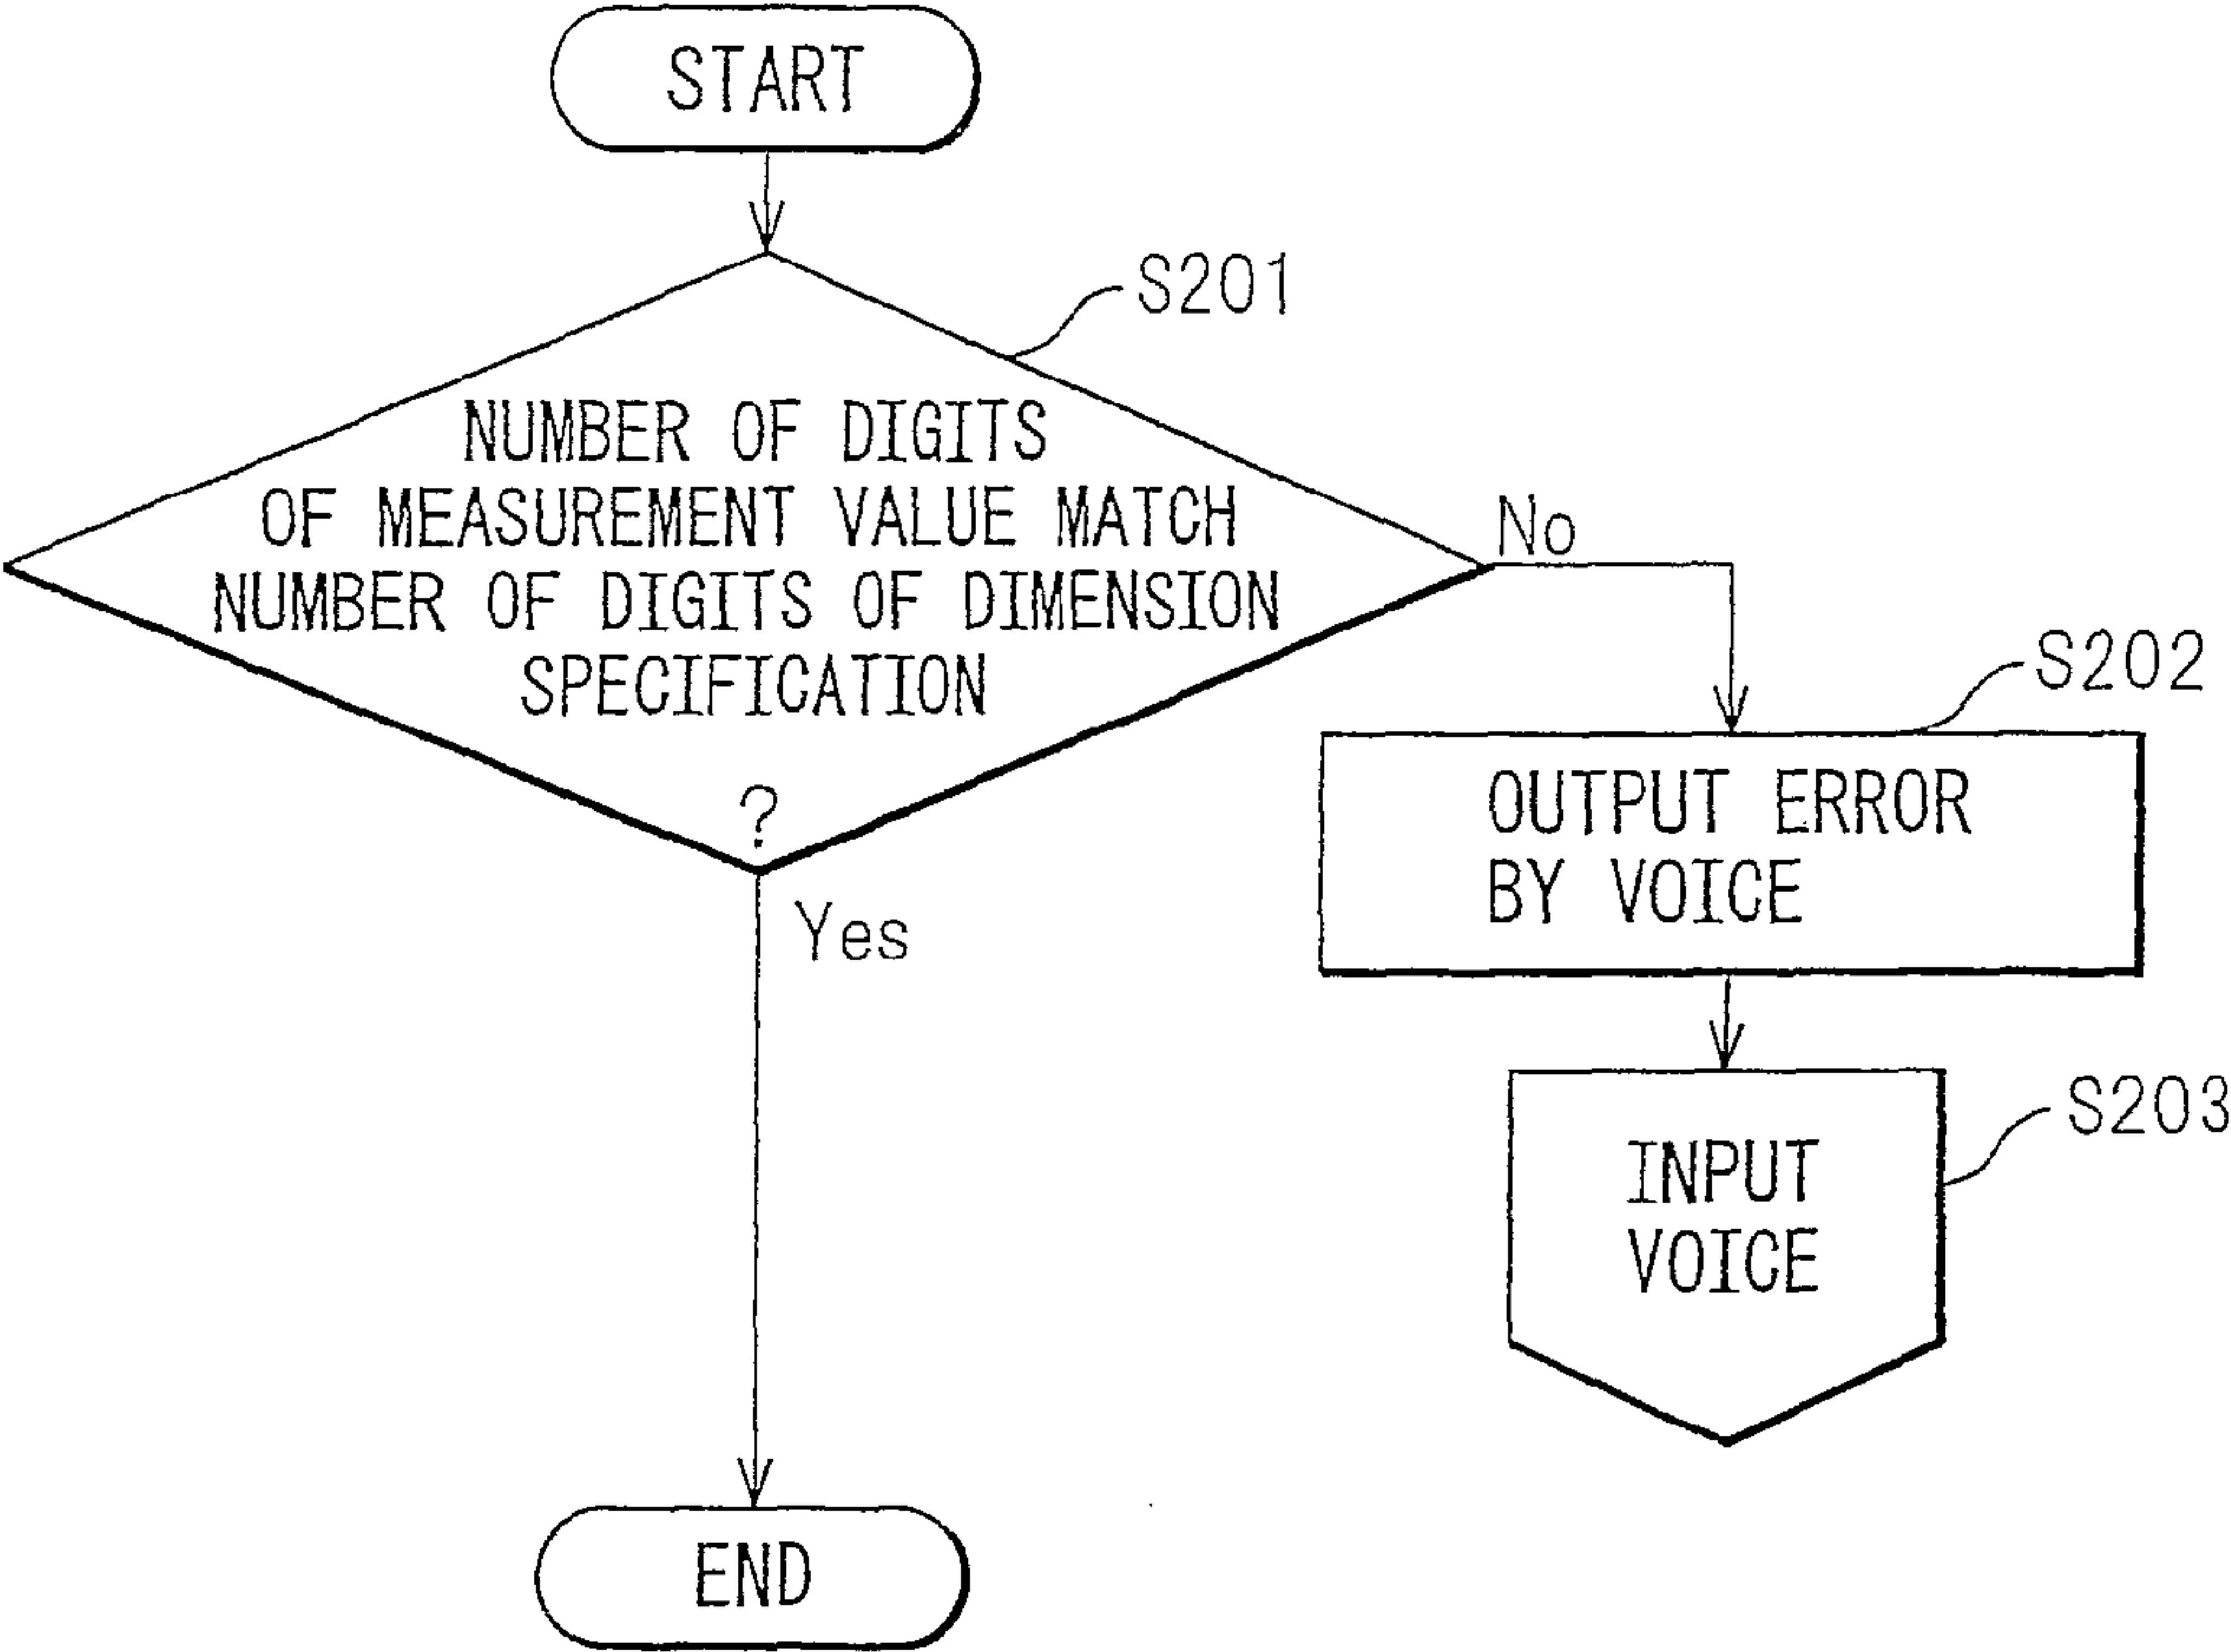 START
S201
NUMBER OF DIGITS
OF MEASUREMENT VALUE MATCH
NUMBER OF DIGITS OF DIMENSION
SPECIFICATION
?
No
Yes
S202
OUTPUT ERROR
BY VOICE
S203
INPUT
VOICE
END